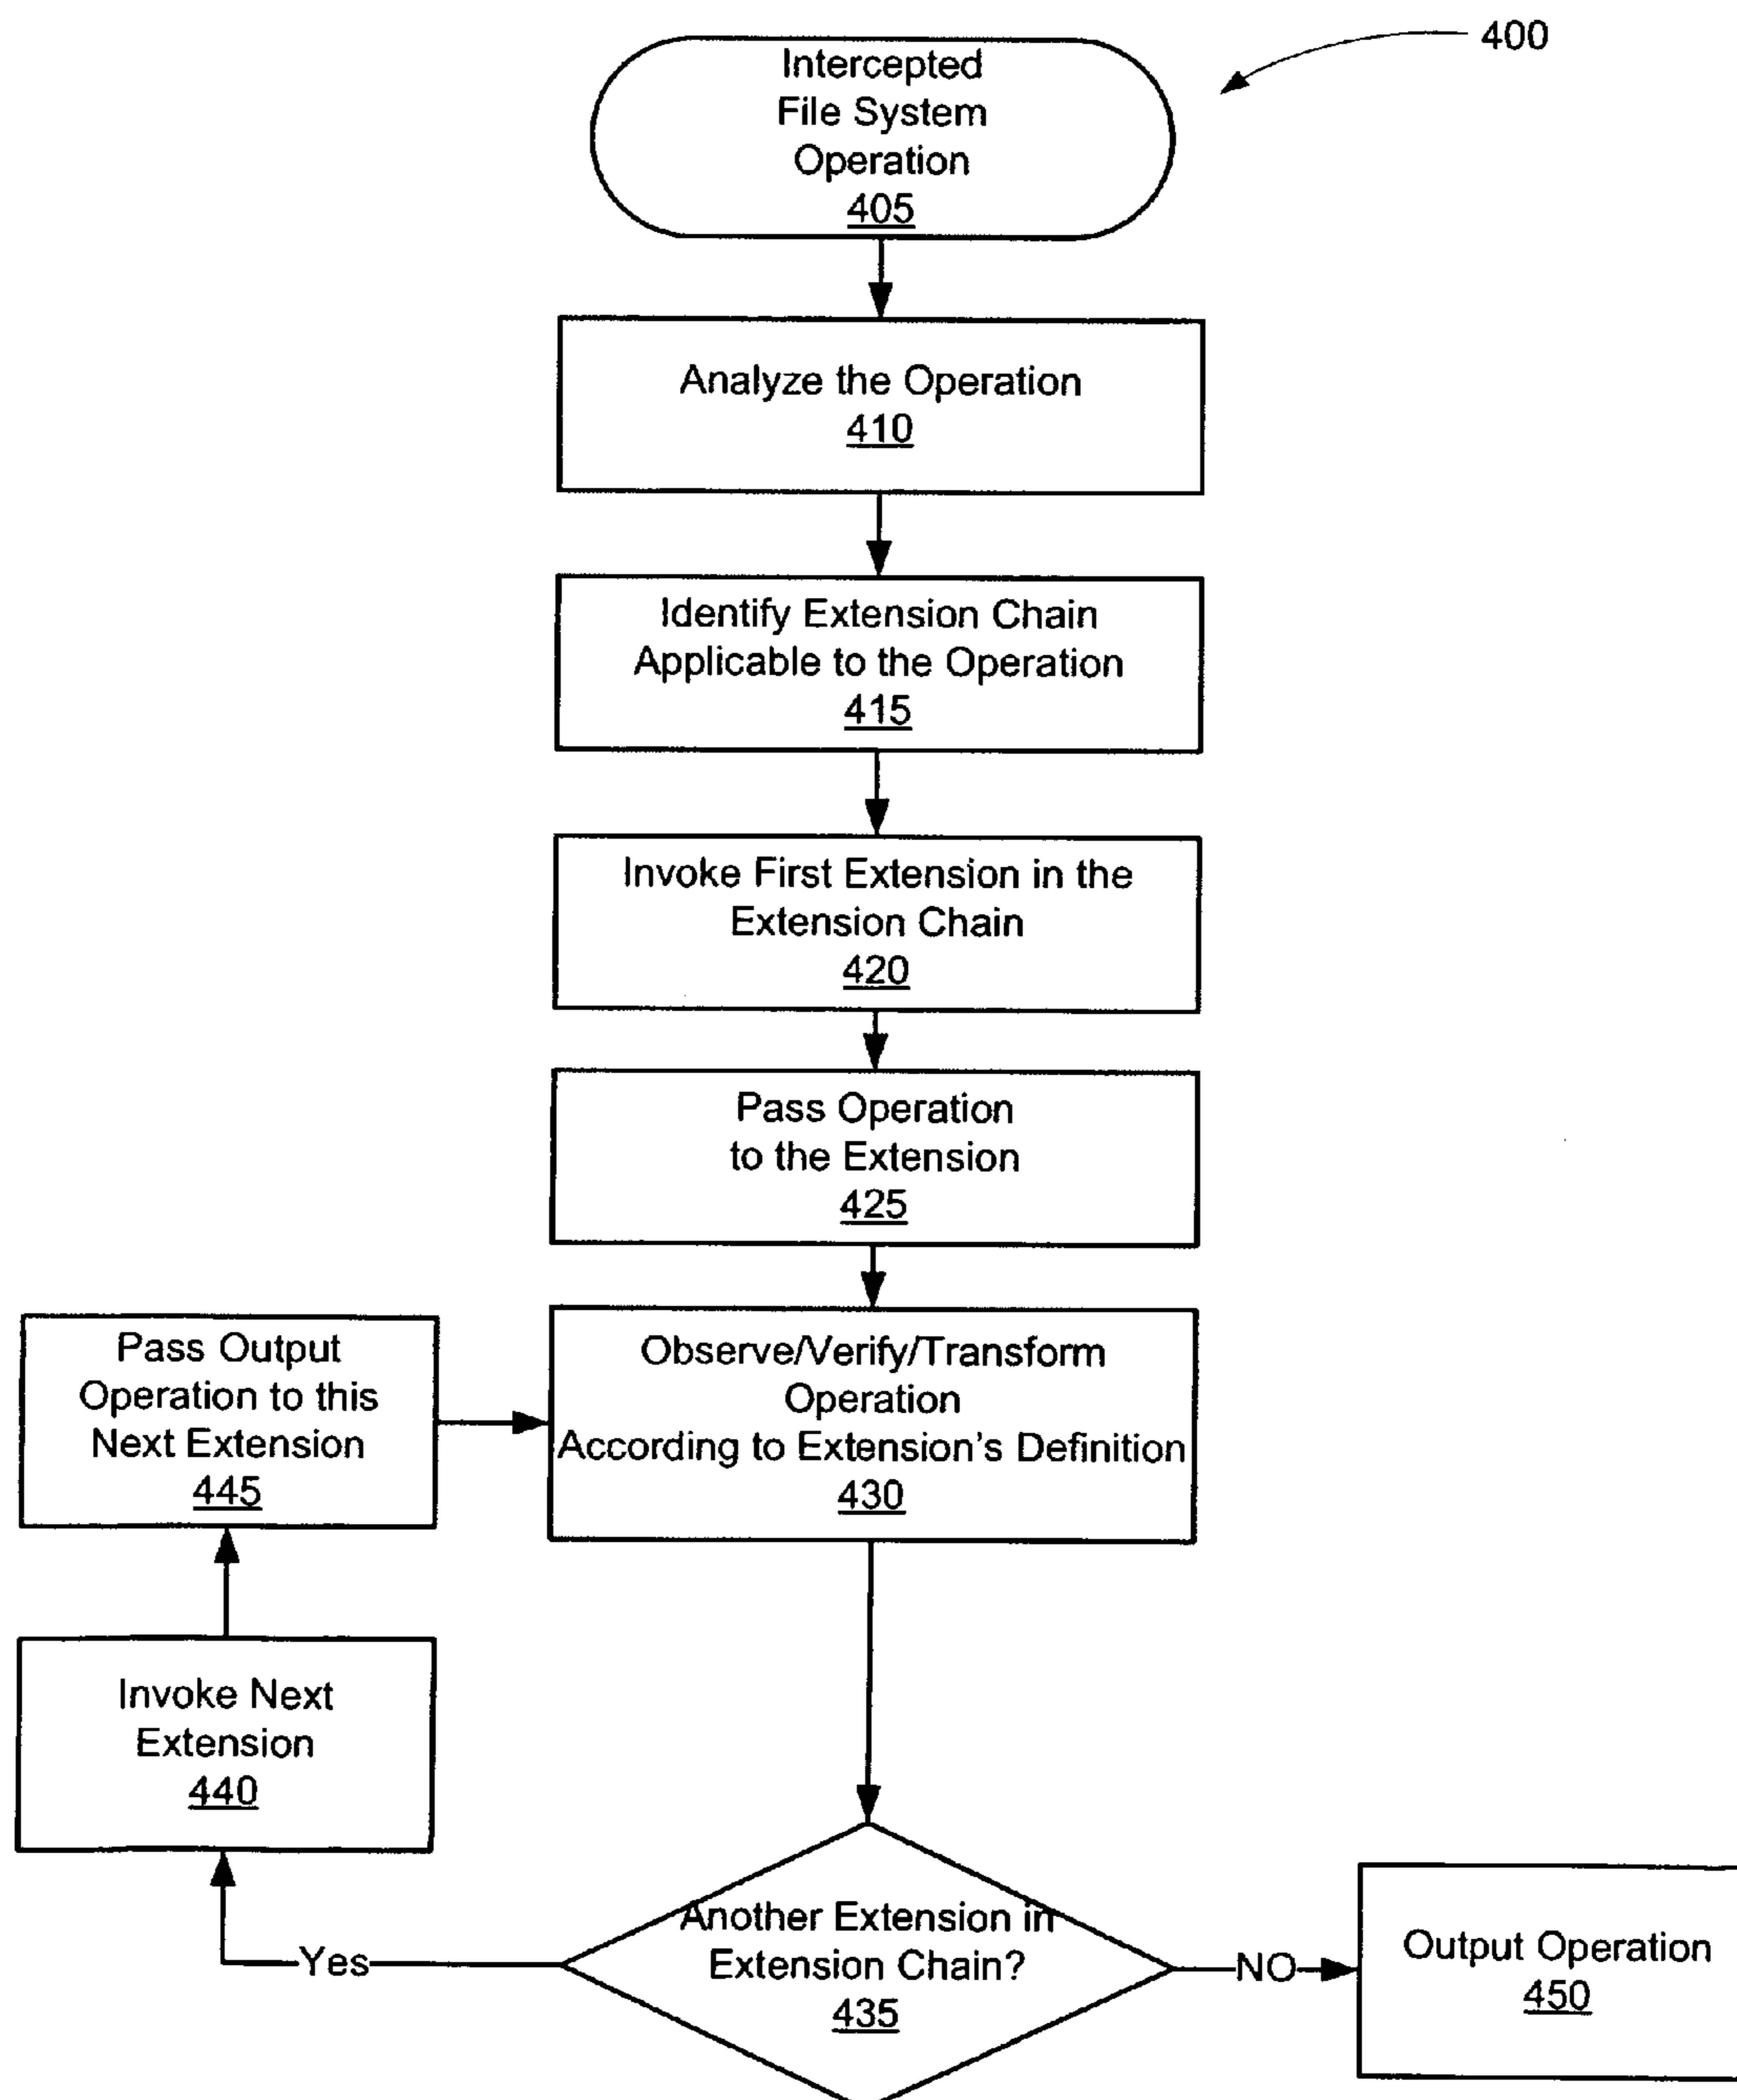 400
Intercepted
File System
Operation
405
Analyze the Operation
410
Identify Extension Chain
Applicable to the Operation
415
Invoke First Extension in the
Extension Chain
420
Pass Operation
to the Extension
425
Observe/Verify/Transform
Operation
According to Extension's Definition
430
Pass Output
Operation to this
Next Extension
445
Invoke Next
Extension
440
Another Extension in
Extension Chain?
435
Yes
NO
Output Operation
450